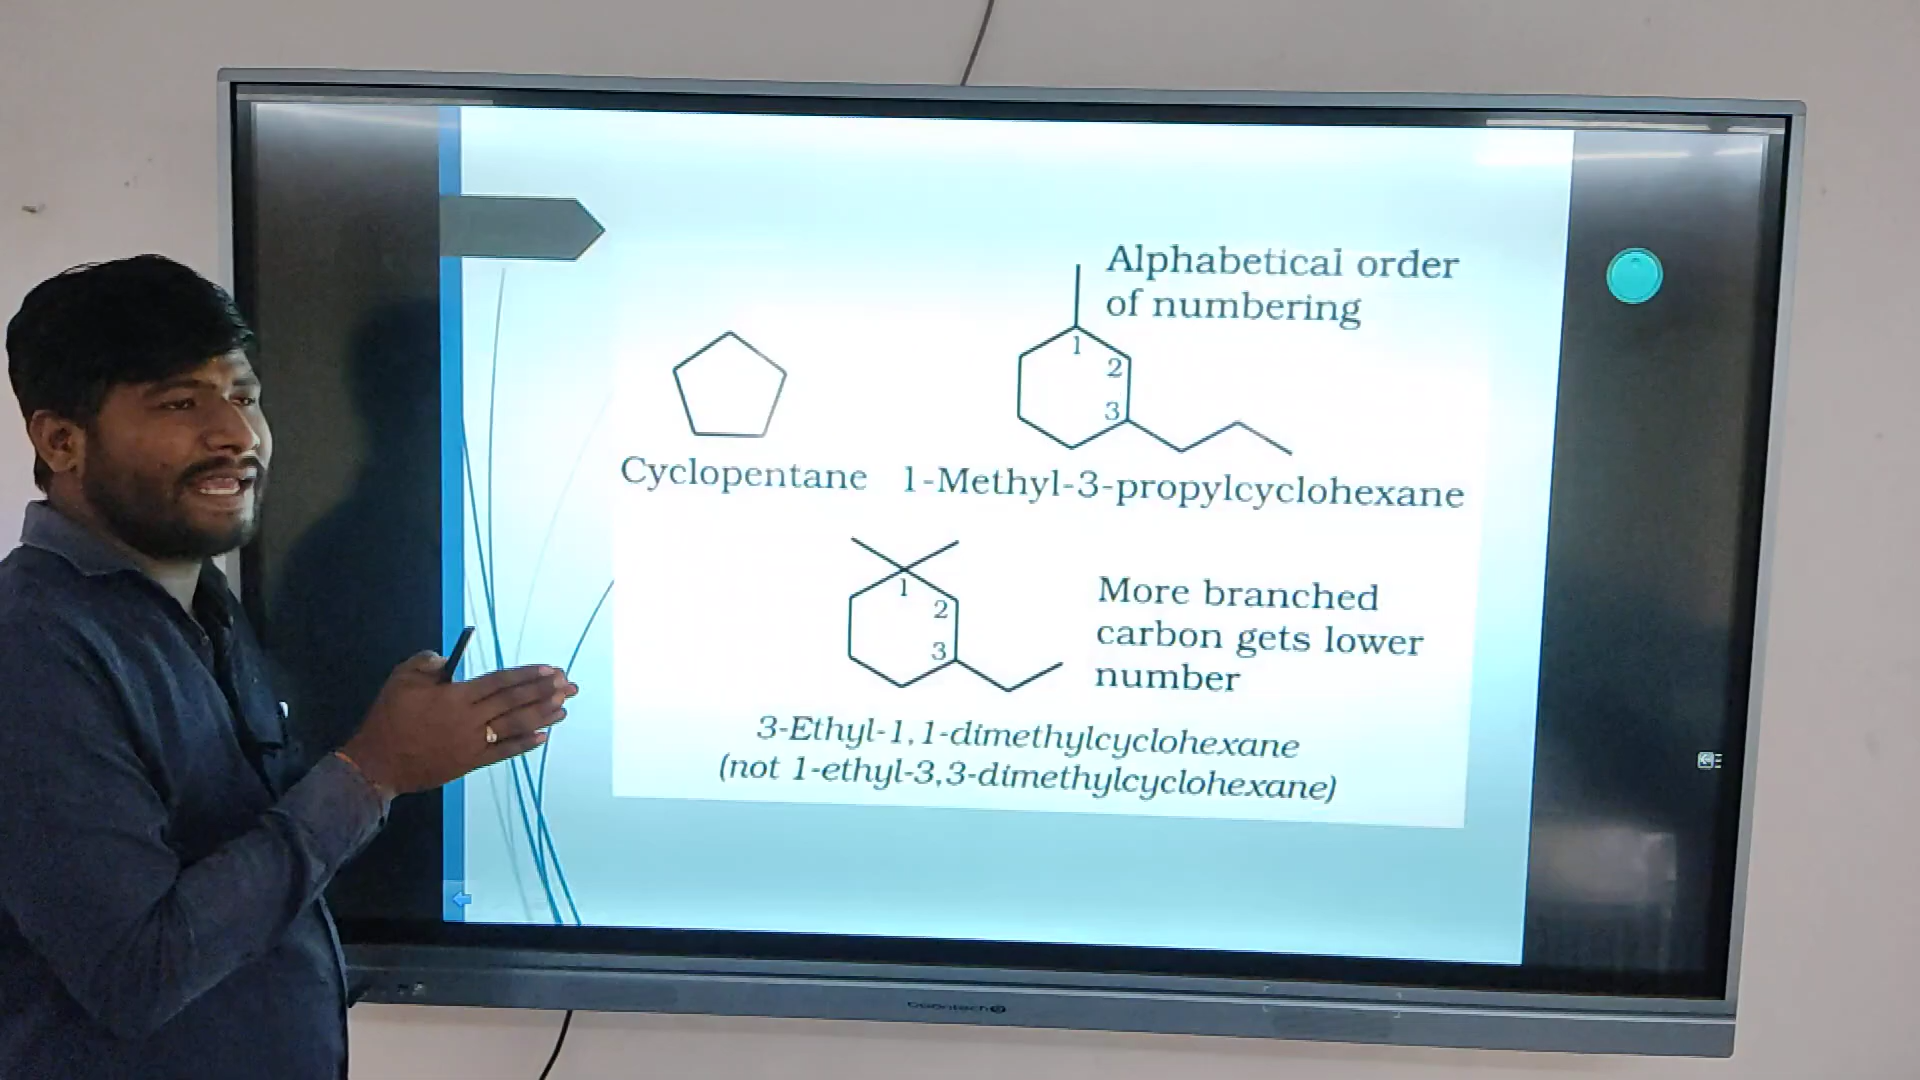 Alphabetical order
of numbering
1
2
3
Cyclopentane
1-Methyl-3-propylcyclohexane
1
2
3
More branched
carbon gets lower
number
3-Ethyl-1,1-dimethylcyclohexane
(not 1-ethyl-3,3-dimethylcyclohexane)